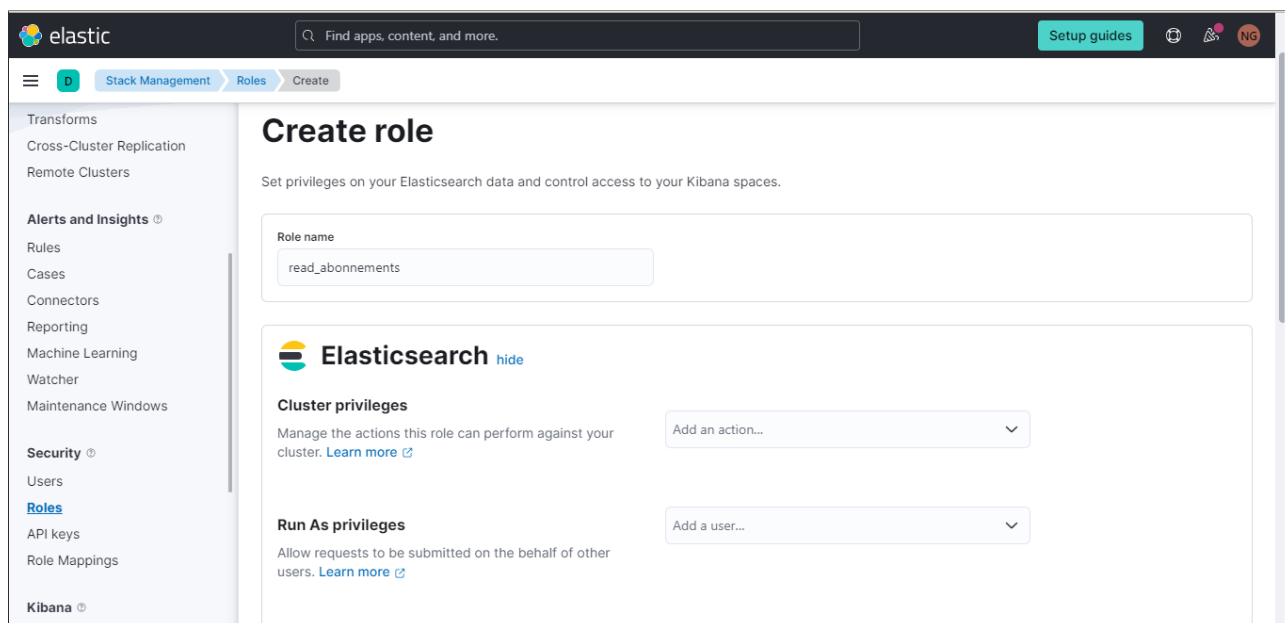 elastic
Find apps, content, and more.
Setup guides
NG
D
Stack Management
Roles
Create
Transforms
Cross-Cluster Replication
Remote Clusters
Alerts and Insights
Rules
Cases
Connectors
Reporting
Machine Learning
Watcher
Maintenance Windows
Security
Users
Roles
API keys
Role Mappings
Kibana
Create role
Set privileges on your Elasticsearch data and control access to your Kibana spaces.
Role name
read_abonnements
Elasticsearch hide
Cluster privileges
Manage the actions this role can perform against your
cluster. Learn more
Add an action...
Run As privileges
Allow requests to be submitted on the behalf of other
users. Learn more
Add a user...